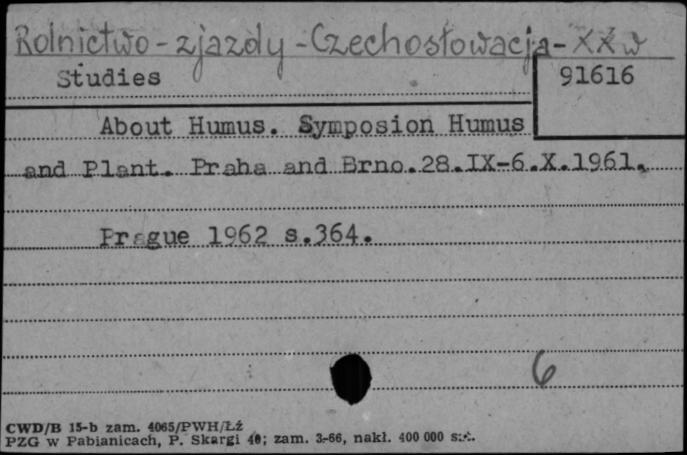 Rolnictwo - zjazdy - Czechosłowacja - XX w
Studies
91616
About Humus. Symposion Humus
and Plant. Praha and Brno.28.IX-6.X.1961.
Prague 1962 s.364.
6
CWD/B 15-b zam. 4065/PWH/Łź
PZG w Pabianicach, P. Skargi 40; zam. 3-66, nakl. 400 000 szt.